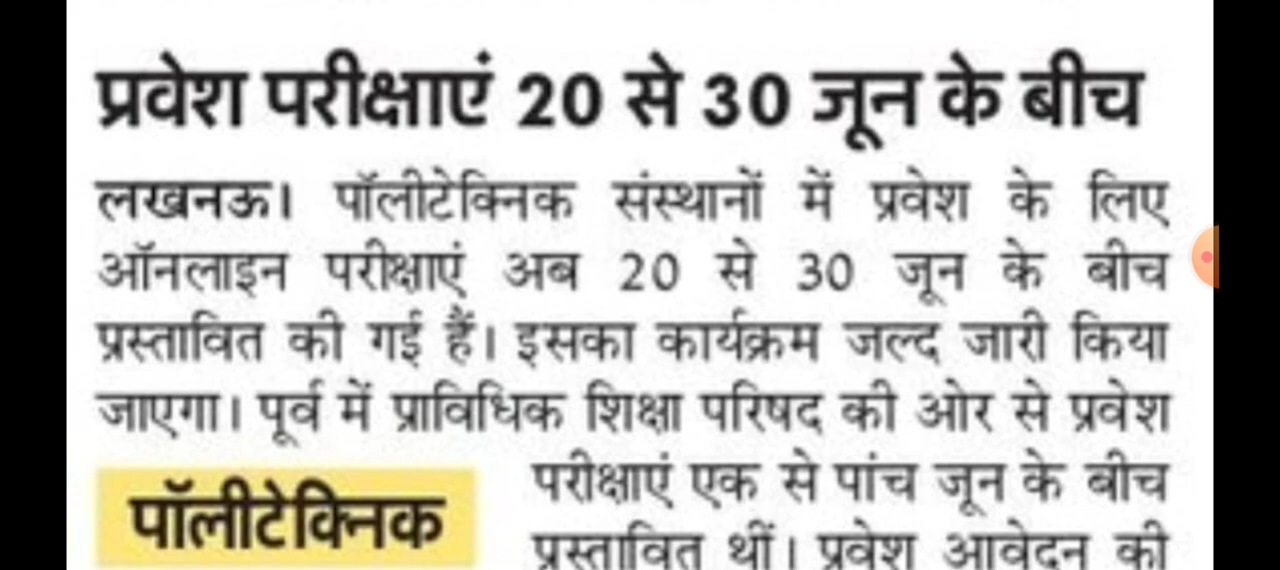 प्रवेश परीक्षाएं 20 से 30 जून के बीच
लखनऊ। पॉलीटेक्निक संस्थानों में प्रवेश के लिए
ऑनलाइन परीक्षाएं अब 20 से 30 जून के बीच
प्रस्तावित की गई हैं। इसका कार्यक्रम जल्द जारी किया
जाएगा। पूर्व में प्राविधिक शिक्षा परिषद की ओर से प्रवेश
पॉलीटेक्निक
परीक्षाएं एक से पांच जून के बीच
प्रस्तावित थीं। प्रवेश आवेदन की